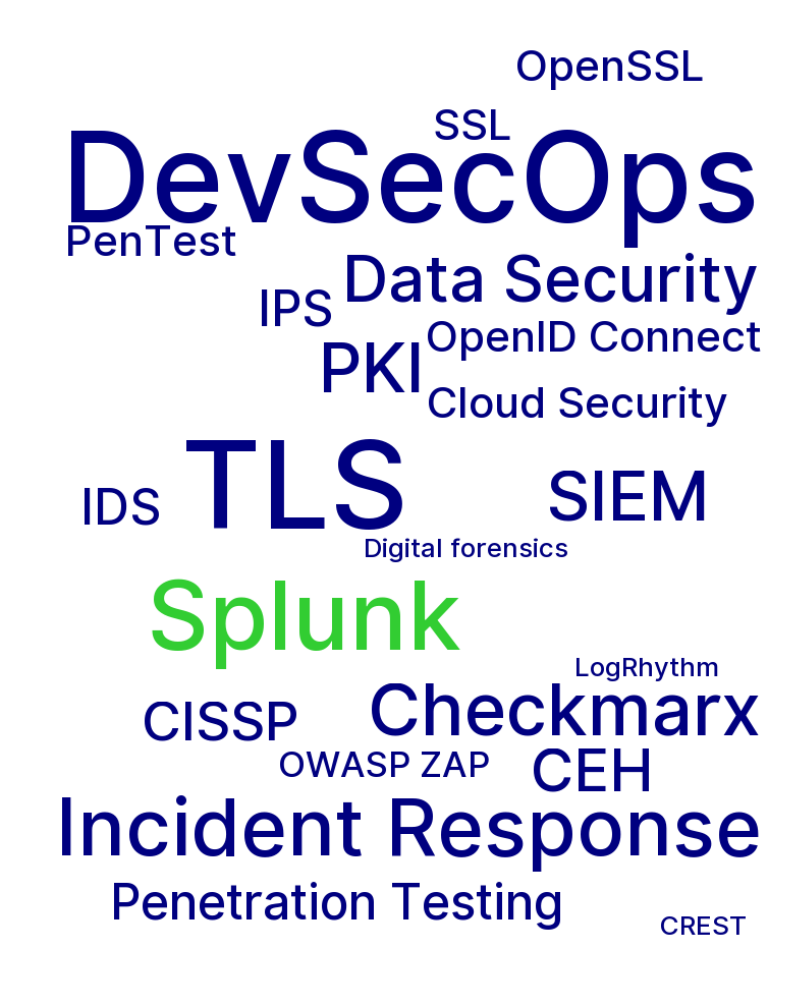 OpenSSL
SSL
DevSecOps
PenTest
Data Security
IPS
OpenID Connect
PKI
Cloud Security
TLS
SIEM
IDS
Digital forensics
Splunk
LogRhythm
Checkmarx
CISSP
OWASP ZAP
CEH
Incident Response
Penetration Testing
CREST